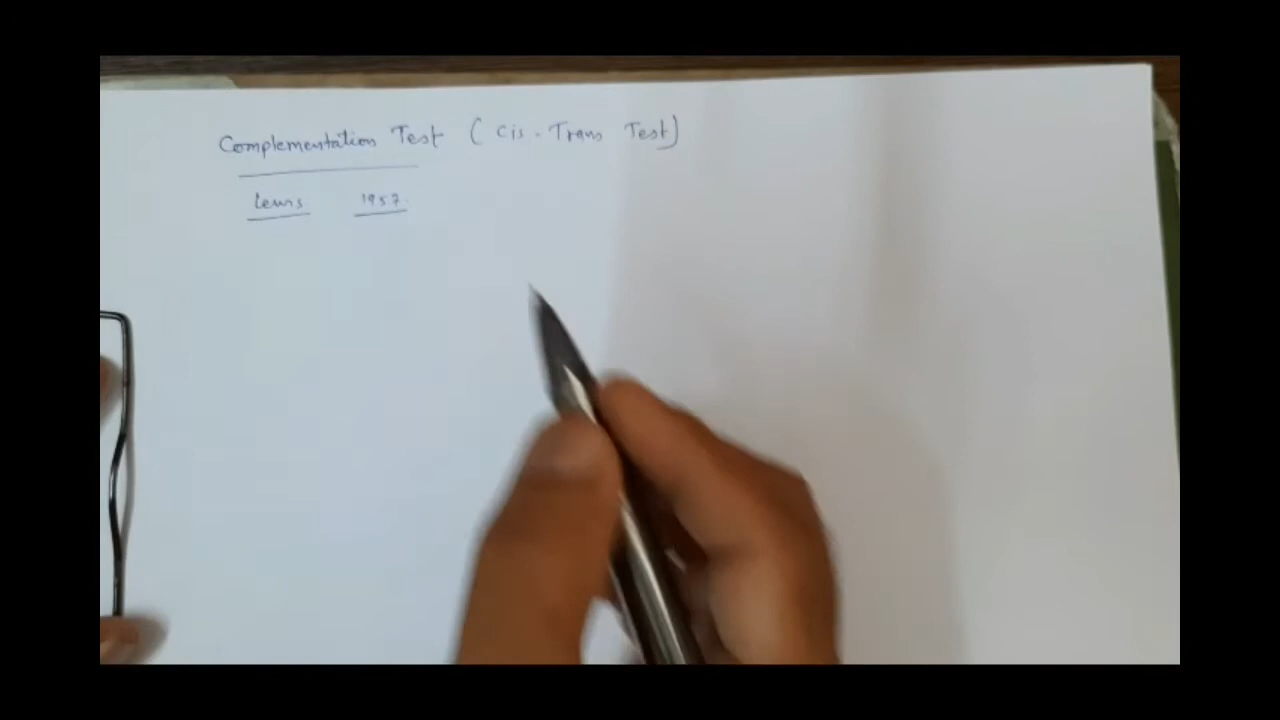 Complementation Test ( Cis - Trans Test)
Lewis 1957.